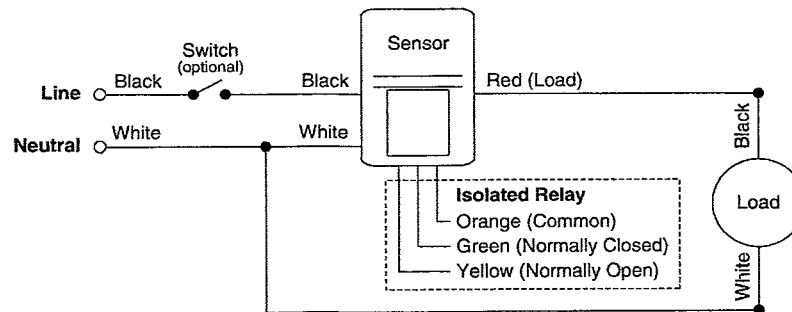 Sensor
Switch
(optional)
Line
Black
Black
Red (Load)
Neutral
White
White
Black
Load
White
Isolated Relay
Orange (Common)
Green (Normally Closed)
Yellow (Normally Open)